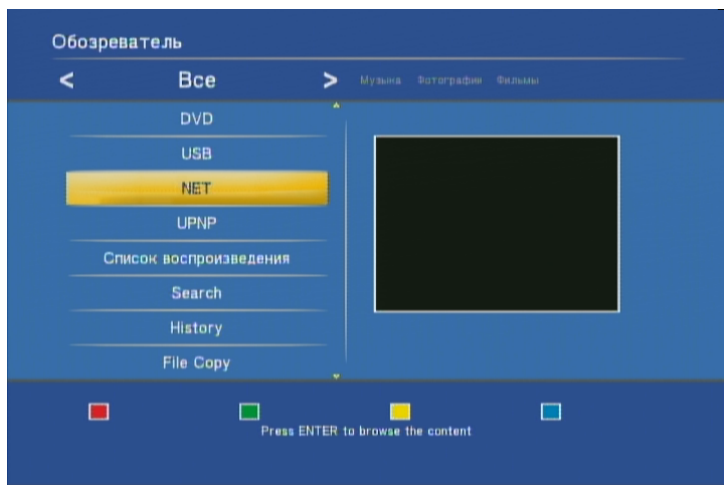 Обозреватель
< Все > Музыка Фотографии Фильмы
DVD
USB
NET
UPNP
Список воспроизведения
Search
History
File Copy
Press ENTER to browse the content